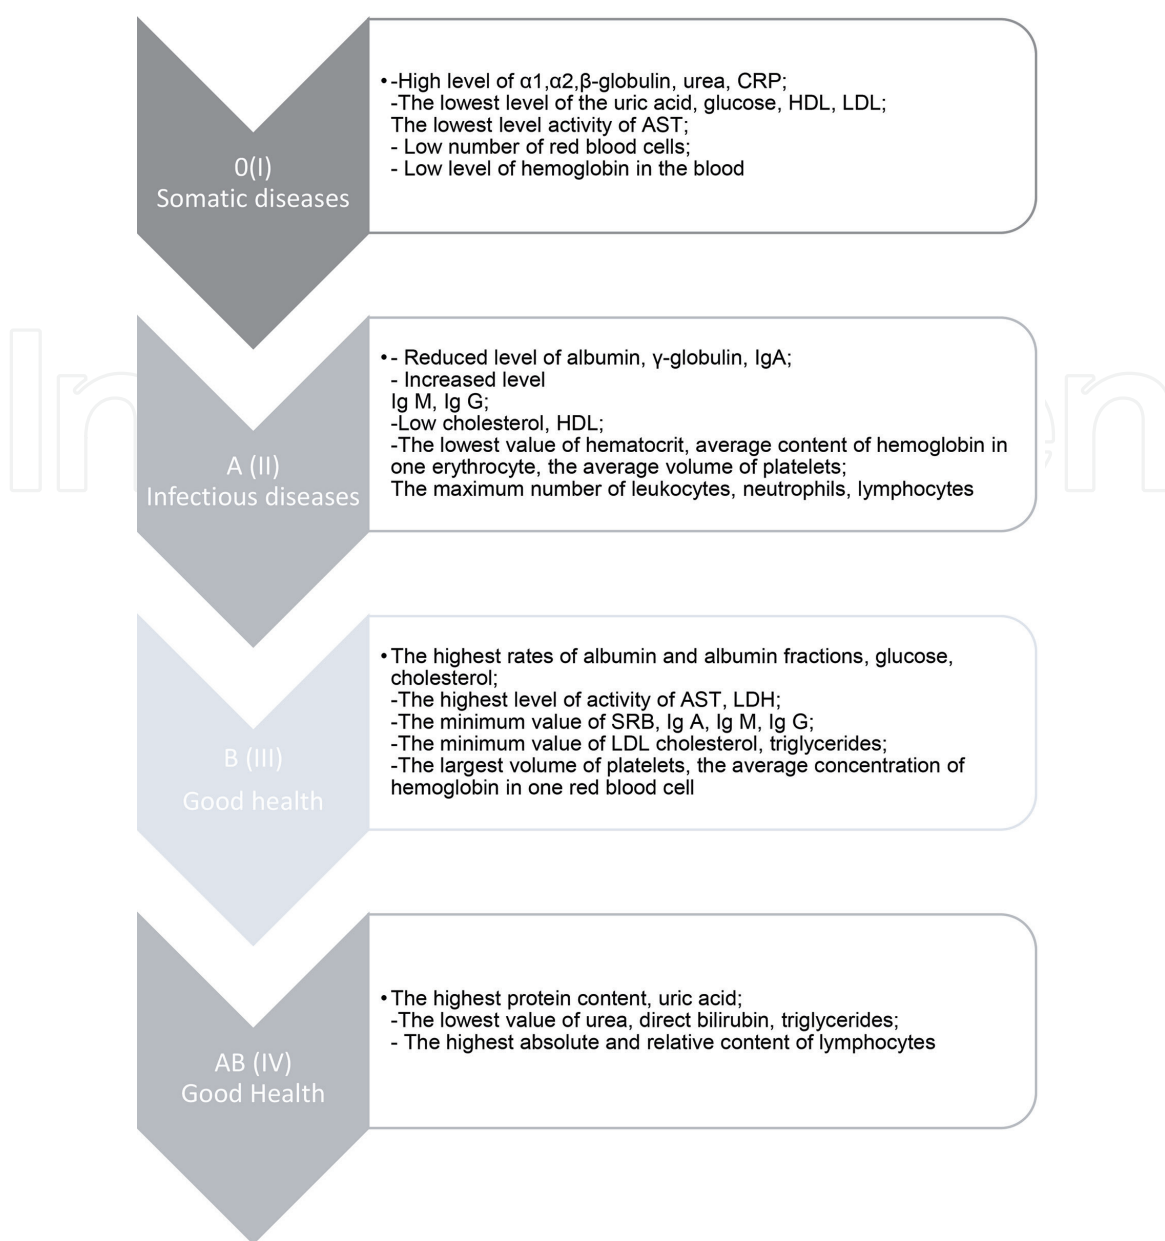 0(I)
Somatic diseases
• -High level of α1,α2,β-globulin, urea, CRP;
-The lowest level of the uric acid, glucose, HDL, LDL;
The lowest level activity of AST;
- Low number of red blood cells;
- Low level of hemoglobin in the blood
A (II)
Infectious diseases
• - Reduced level of albumin, γ-globulin, IgA;
- Increased level
Ig M, Ig G;
-Low cholesterol, HDL;
-The lowest value of hematocrit, average content of hemoglobin in
one erythrocyte, the average volume of platelets;
The maximum number of leukocytes, neutrophils, lymphocytes
B (III)
Good health
• The highest rates of albumin and albumin fractions, glucose,
cholesterol;
-The highest level of activity of AST, LDH;
-The minimum value of SRB, Ig A, Ig M, Ig G;
-The minimum value of LDL cholesterol, triglycerides;
-The largest volume of platelets, the average concentration of
hemoglobin in one red blood cell
AB (IV)
Good Health
• The highest protein content, uric acid;
-The lowest value of urea, direct bilirubin, triglycerides;
- The highest absolute and relative content of lymphocytes
In
en